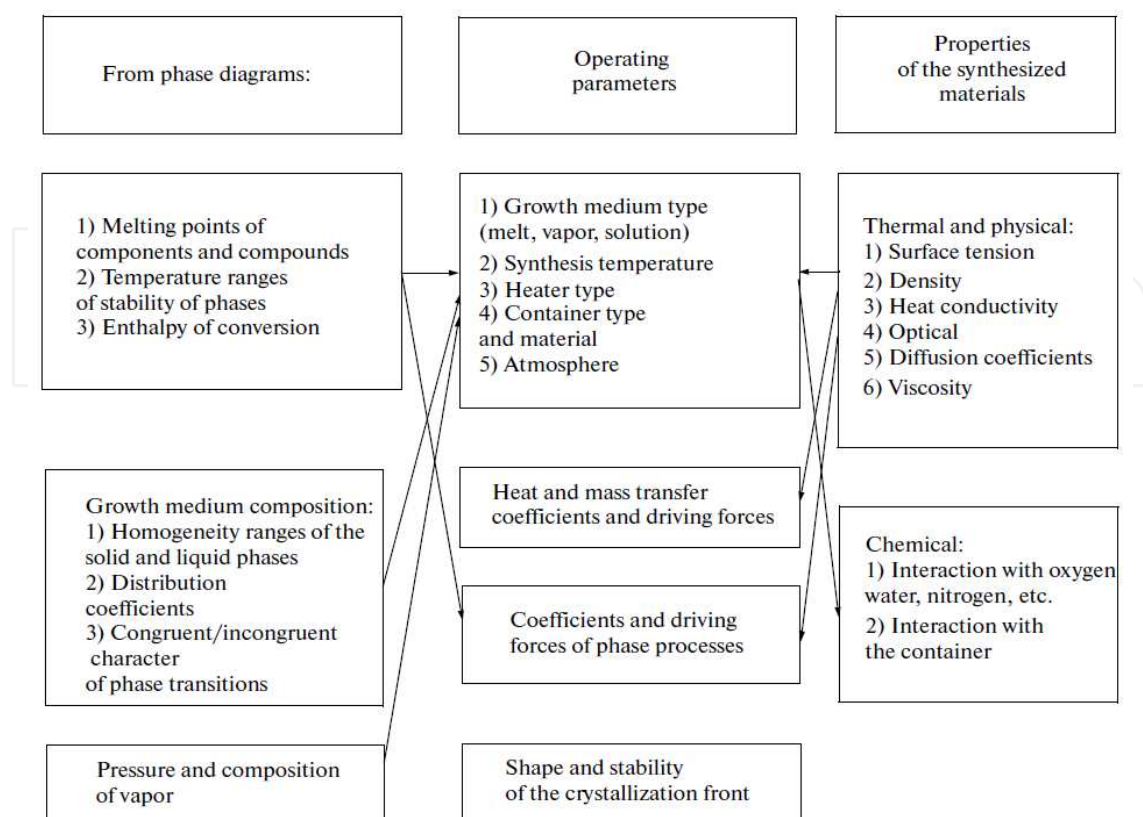 From phase diagrams:
Operating
parameters
Properties
of the synthesized
materials
1) Melting points of
components and compounds
2) Temperature ranges
of stability of phases
3) Enthalpy of conversion
1) Growth medium type
(melt, vapor, solution)
2) Synthesis temperature
3) Heater type
4) Container type
and material
5) Atmosphere
Thermal and physical:
1) Surface tension
2) Density
3) Heat conductivity
4) Optical
5) Diffusion coefficients
6) Viscosity
Growth medium composition:
1) Homogeneity ranges of the
solid and liquid phases
2) Distribution
coefficients
3) Congruent/incongruent
character
of phase transitions
Heat and mass transfer
coefficients and driving forces
Coefficients and driving
forces of phase processes
Chemical:
1) Interaction with oxygen
water, nitrogen, etc.
2) Interaction with
the container
Pressure and composition
of vapor
Shape and stability
of the crystallization front